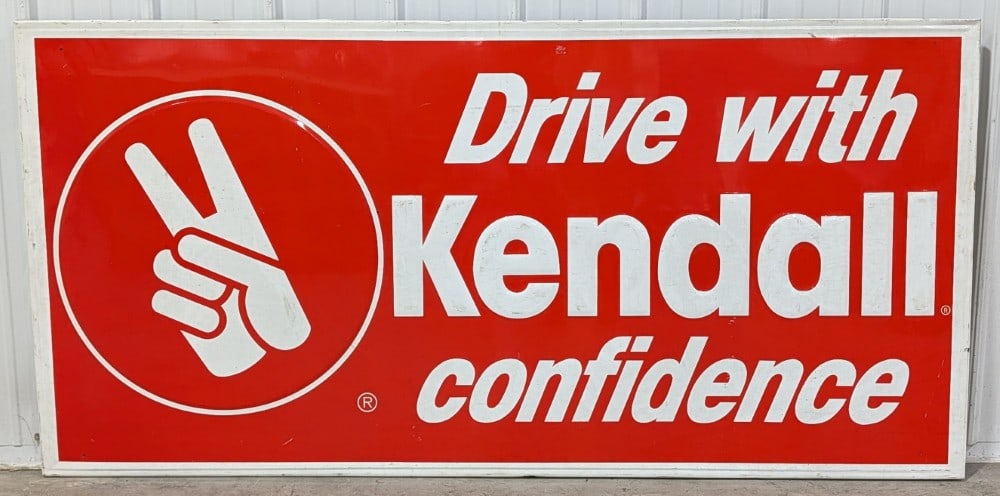 Drive with
Kendall®
confidence
®